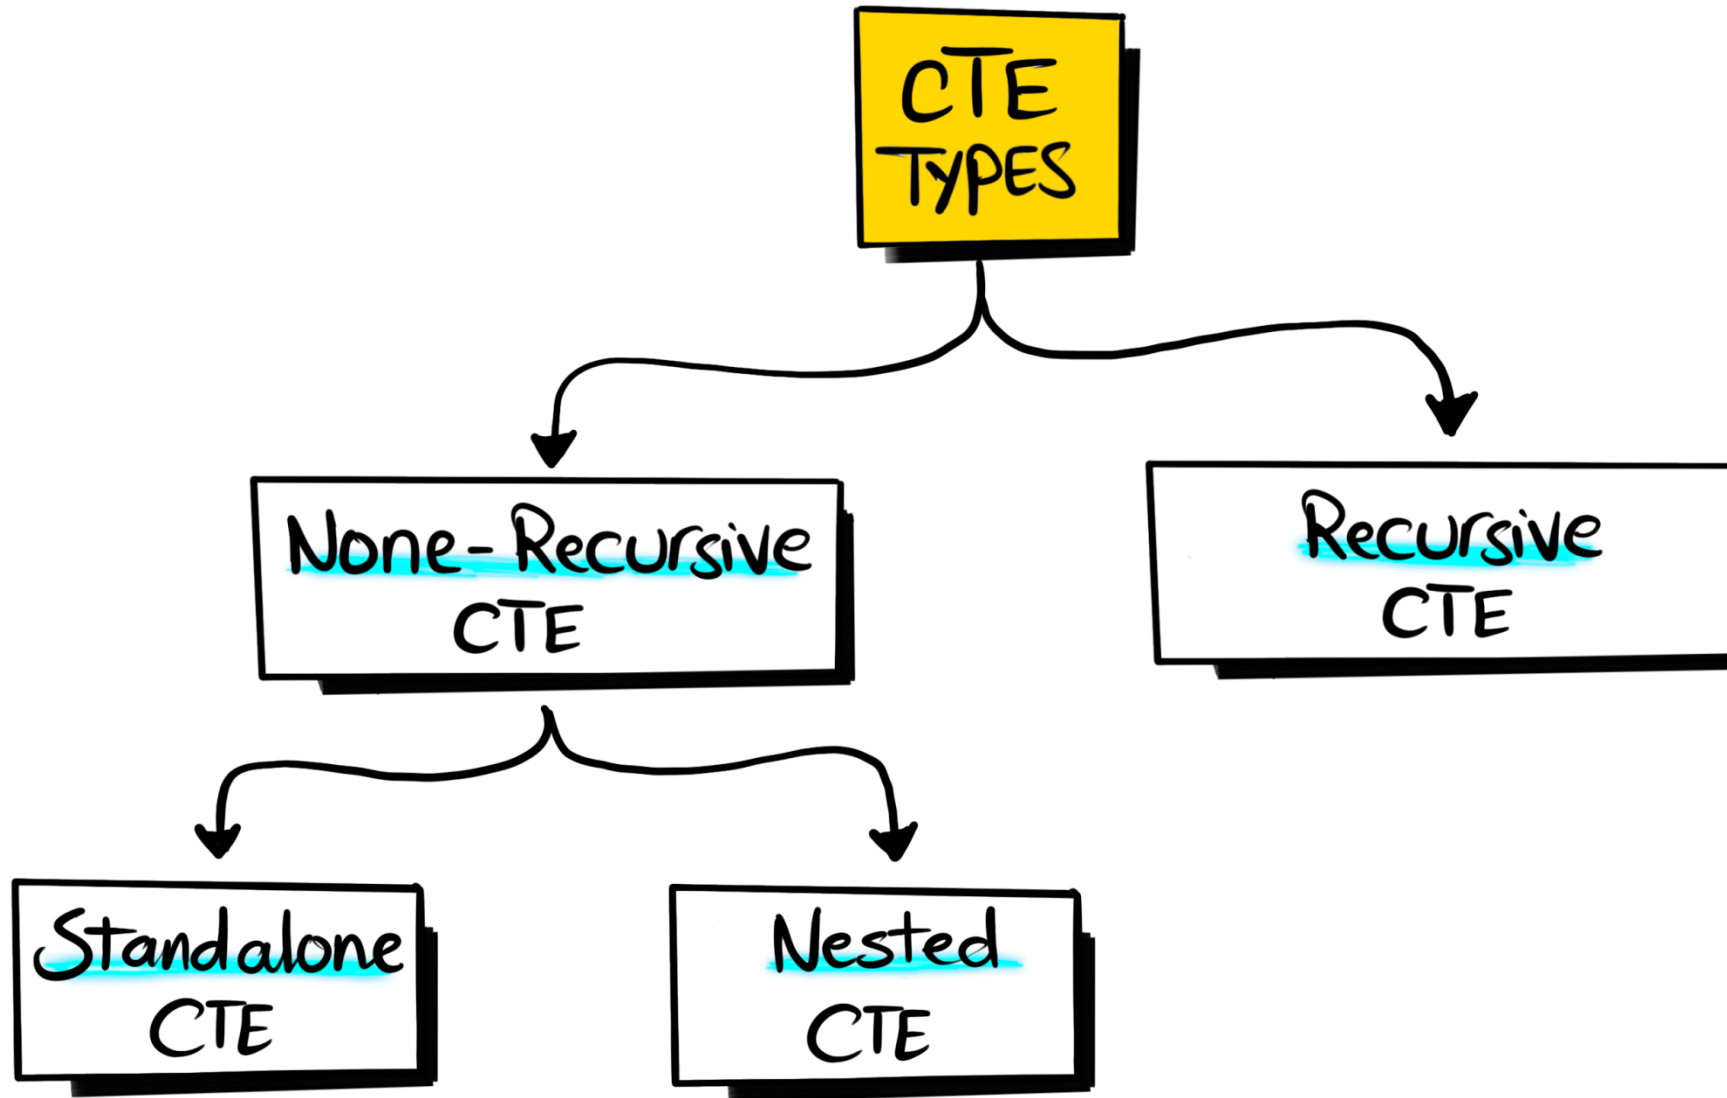 CTE
TYPES
None-Recursive
CTE
Recursive
CTE
Standalone
CTE
Nested
CTE